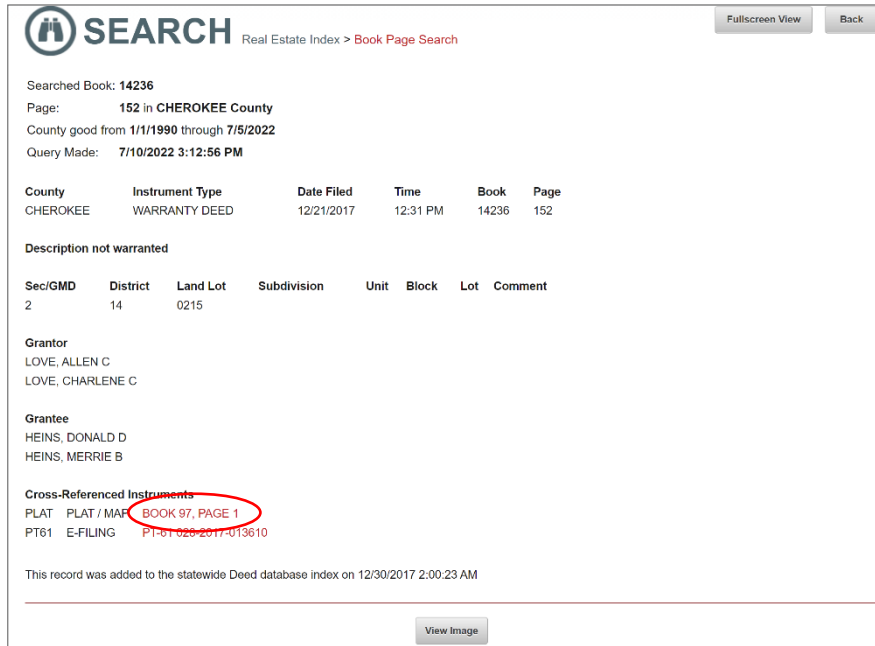 SEARCH Real Estate Index > Book Page Search
Fullscreen View
Back
Searched Book: 14236
Page: 152 in CHEROKEE County
County good from 1/1/1990 through 7/5/2022
Query Made: 7/10/2022 3:12:56 PM
County Instrument Type Date Filed Time Book Page
CHEROKEE WARRANTY DEED 12/21/2017 12:31 PM 14236 152
Description not warranted
Sec/GMD District Land Lot Subdivision Unit Block Lot Comment
2 14 0215
Grantor
LOVE, ALLEN C
LOVE, CHARLENE C
Grantee
HEINS, DONALD D
HEINS, MERRIE B
Cross-Referenced Instruments
PLAT PLAT / MAP BOOK 97, PAGE 1
PT61 E-FILING PT-61 028-2017-013610
This record was added to the statewide Deed database index on 12/30/2017 2:00:23 AM
View Image